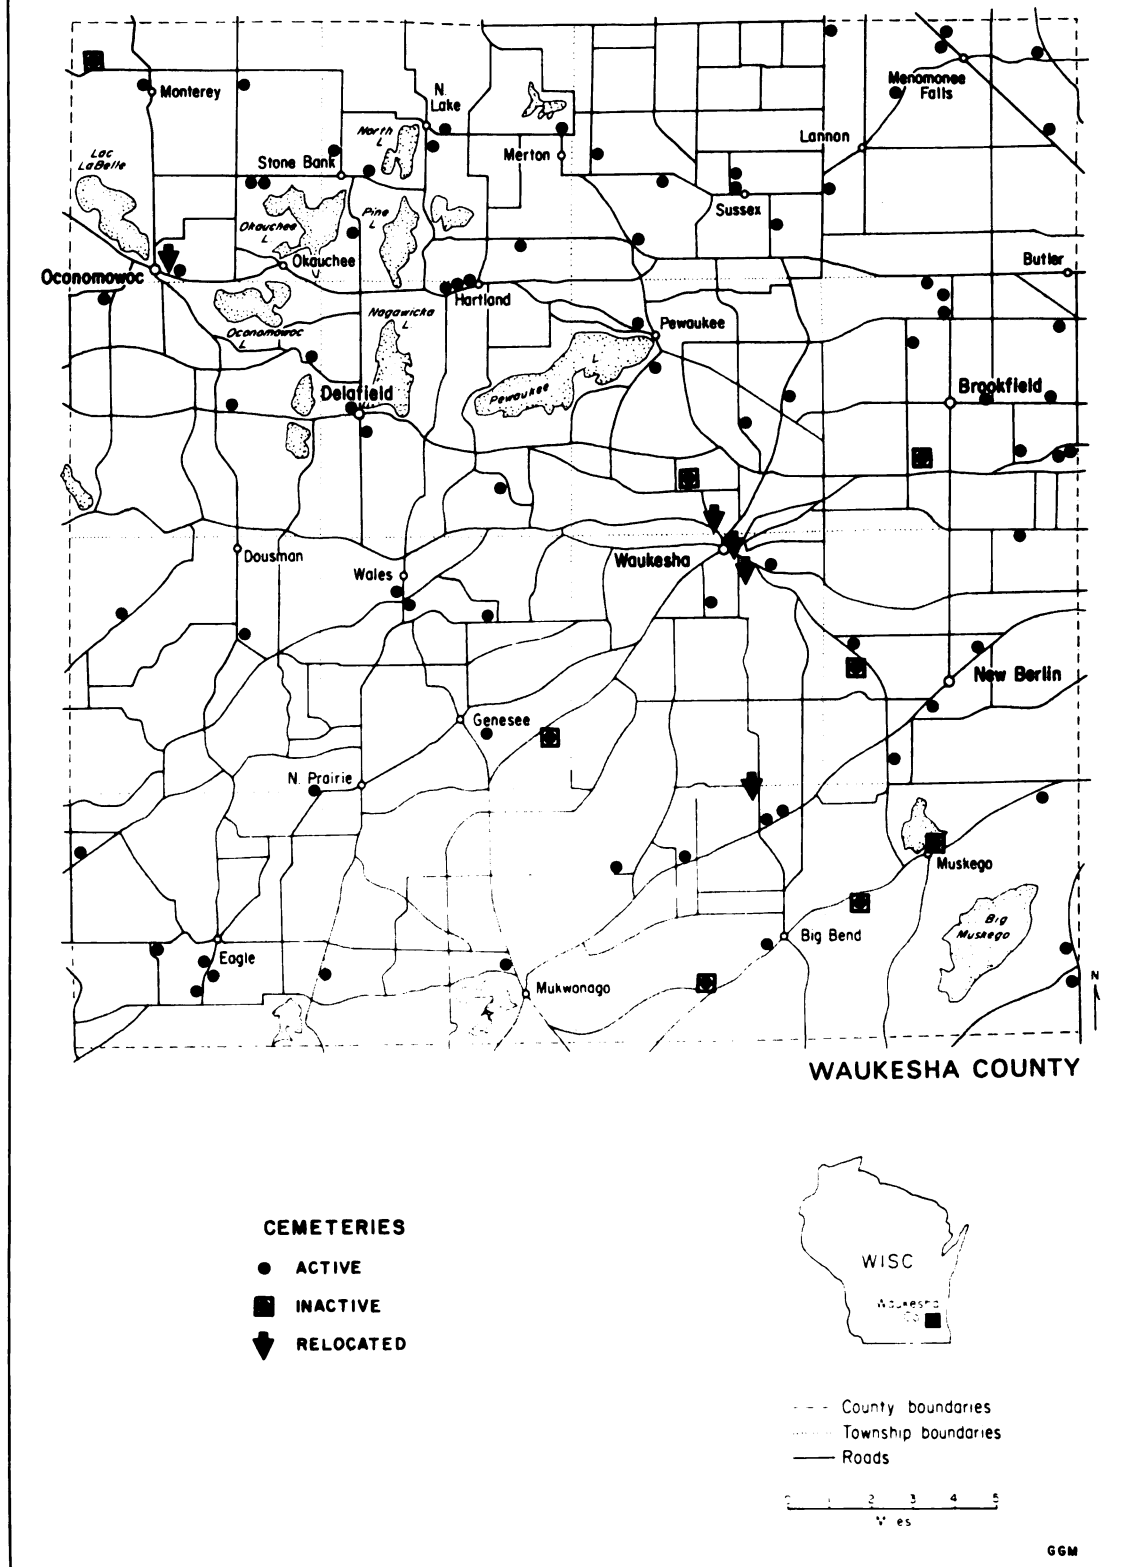 Monterey
N.
Lake
Menomonee
Falls
North
L
Lannon
Merton
Stone Bank
Lac
LaBelle
Sussex
Okauchee
L
Pine
L
Okauchee
Butler
Oconomowoc
Hartland
Nagawicka
L
Oconomowoc
L
Pewaukee
L
Pewaukee
Delafield
Brookfield
Waukesha
Dousman
Wales
New Berlin
Genesee
N. Prairie
Muskego
Big
Muskego
Big Bend
Eagle
Mukwonago
N
WAUKESHA COUNTY
CEMETERIES
ACTIVE
INACTIVE
RELOCATED
WISC
Waukesha
County boundaries
Township boundaries
Roads
2 3 4 5
GGM